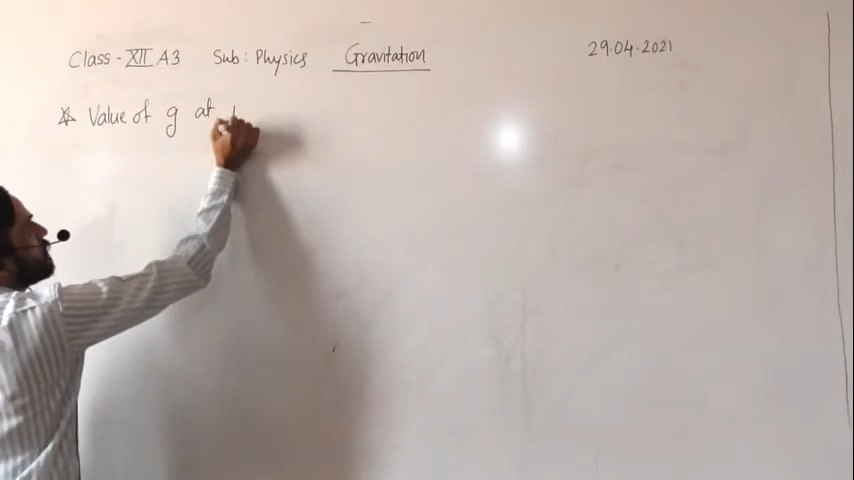 Class - XII A3 Sub : Physics Gravitation 29.04.2021
Value of g at